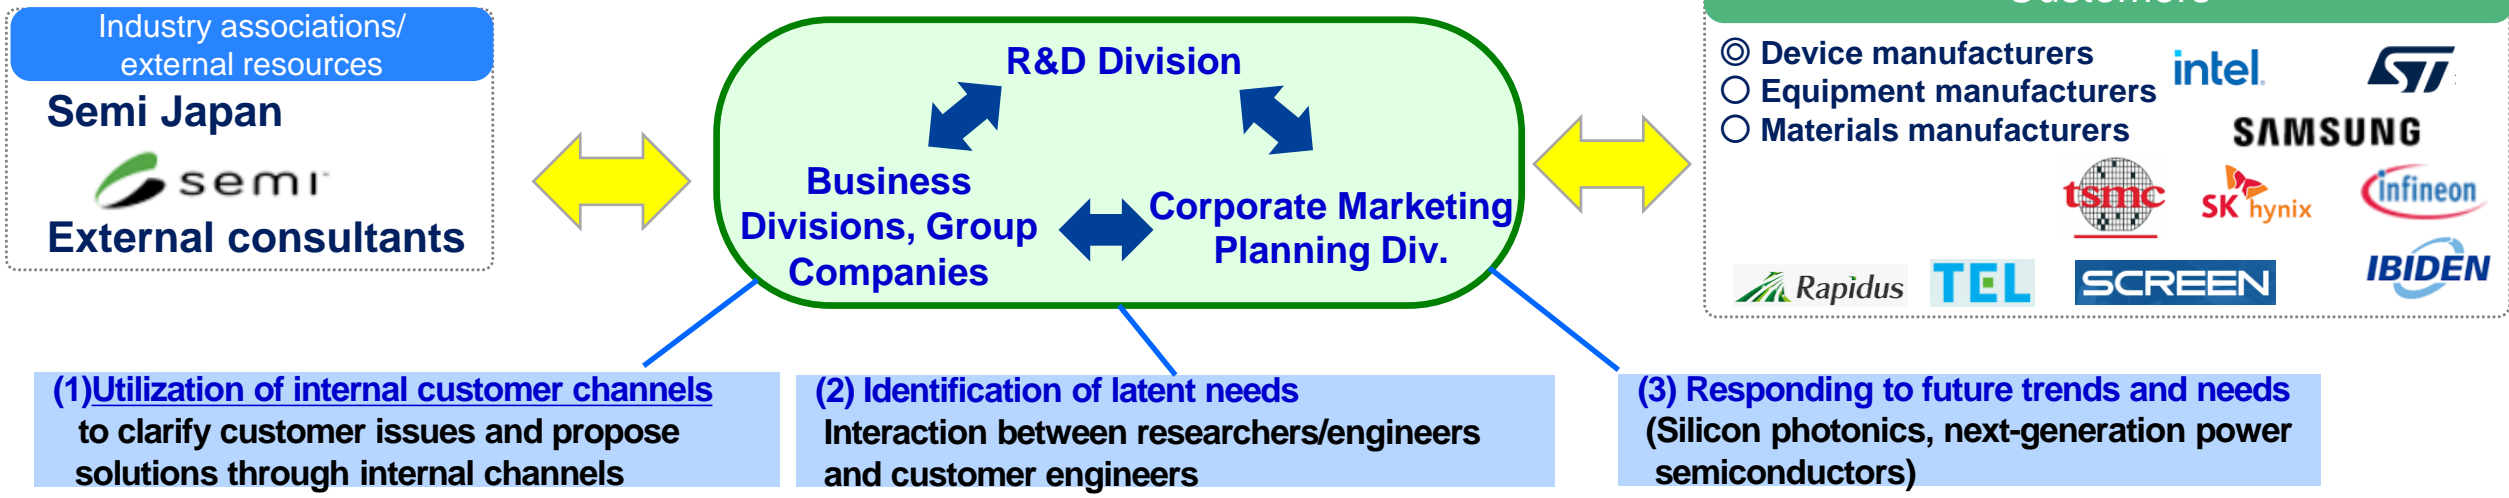 Industry associations/
external resources
Semi Japan
semi
External consultants
R&D Division
Business
Divisions, Group
Companies
Corporate Marketing
Planning Div.
Customers
◎ Device manufacturers
○ Equipment manufacturers
○ Materials manufacturers
intel.
ST
SAMSUNG
tsmc
SK hynix
infineon
Rapidus
TEL
SCREEN
IBIDEN
(1)Utilization of internal customer channels
to clarify customer issues and propose
solutions through internal channels
(2) Identification of latent needs
Interaction between researchers/engineers
and customer engineers
(3) Responding to future trends and needs
(Silicon photonics, next-generation power
semiconductors)